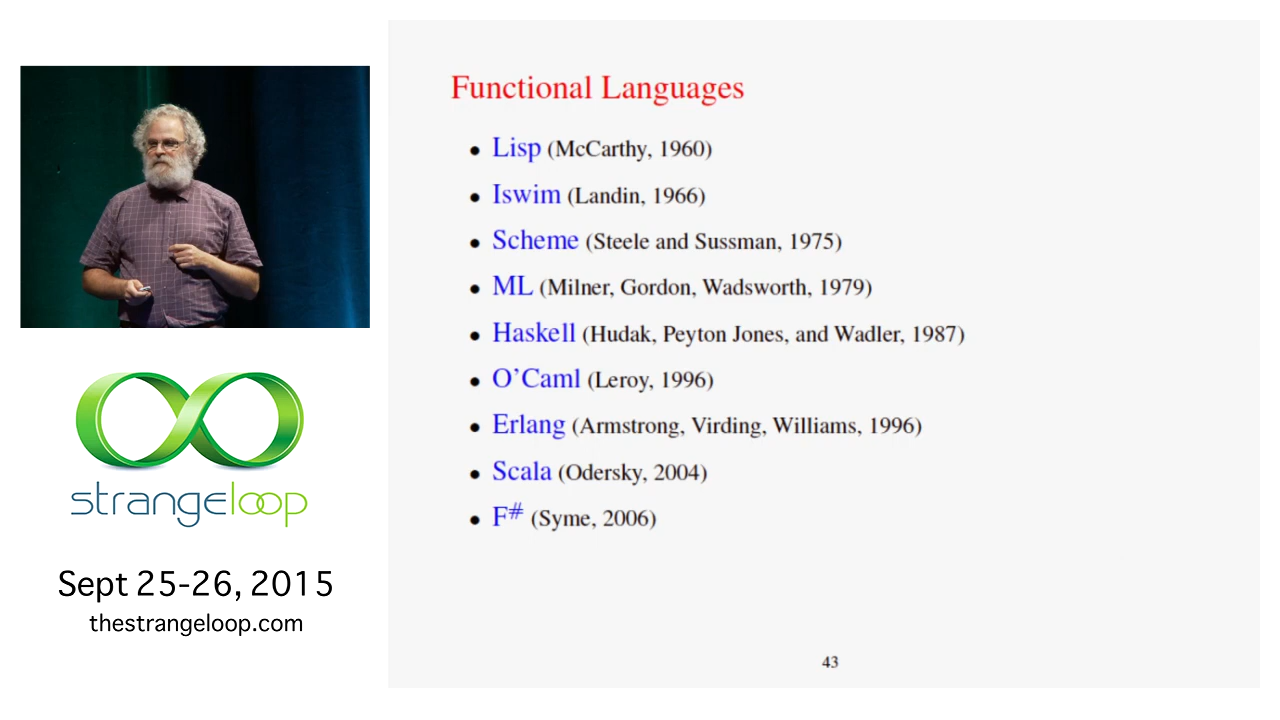 strangeloop
Sept 25-26, 2015
thestrangeloop.com
Functional Languages
• Lisp (McCarthy, 1960)
• Iswim (Landin, 1966)
• Scheme (Steele and Sussman, 1975)
• ML (Milner, Gordon, Wadsworth, 1979)
• Haskell (Hudak, Peyton Jones, and Wadler, 1987)
• O'Caml (Leroy, 1996)
• Erlang (Armstrong, Virding, Williams, 1996)
• Scala (Odersky, 2004)
• F# (Syme, 2006)
43